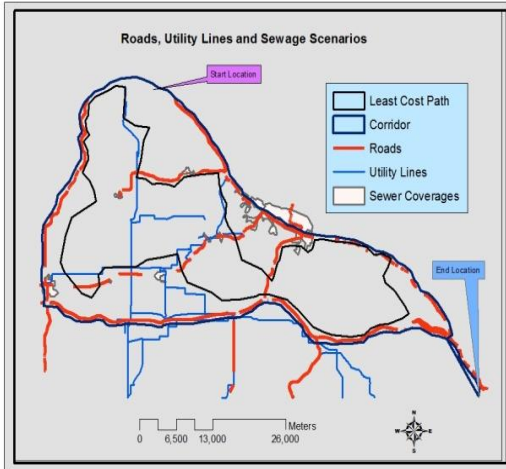 Roads, Utility Lines and Sewage Scenarios
Start Location
Least Cost Path
Corridor
Roads
Utility Lines
Sewer Coverages
End Location
Meters
0 6,500 13,000 26,000
N
W E
S